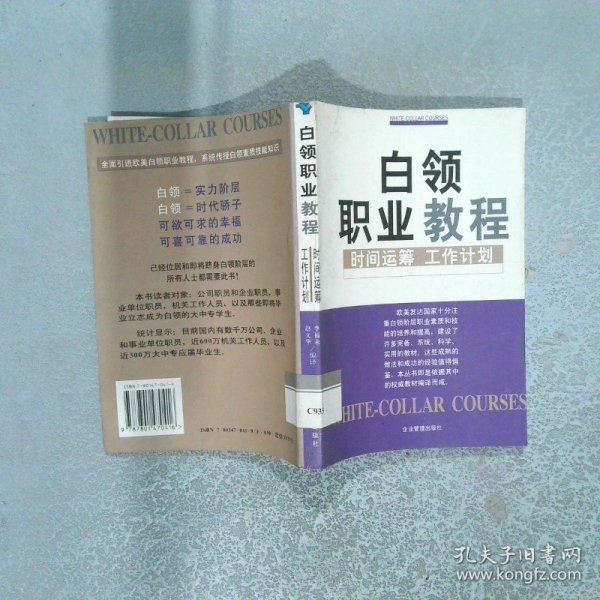 WHITE-COLLAR COURSES
全面引进欧美白领职业教程，系统传授白领素质技能知识
白领＝实力阶层
白领＝时代骄子
可欲可求的幸福
可喜可靠的成功
已经位居和即将跻身白领阶层的
所有人士都需要此书！
本书读者对象：公司职员和企业职员、事
业单位职员、机关工作人员、以及那些即将毕
业立志成为白领的大中专学生。
统计显示：目前国内有数千万公司、企业
和事业单位职员、近600万机关工作人员、以及
近300万大中专应届毕业生。
ISBN 7-80147-041-6
9 787801 470416
白领职业教程
时间运筹
工作计划
编译
C935
WHITE-COLLAR COURSES
白领
职业教程
时间运筹 工作计划
欧美发达国家十分注
重白领阶层职业素质和技
能的培养和提高，建设了
许多完备、系统、科学、
实用的教材，这些成熟的
做法和成功的经验值得借
鉴，本丛书即是依据其中
的权威教材编译而成。
HITE-COLLAR COURSES
企业管理出版社
孔夫子旧书网
www.kongfz.com